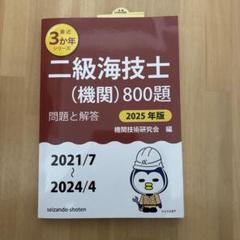 最近
3か年
シリーズ
二級海技士
(機関)800題
問題と解答
2025年版
機関技術研究会 編
2021/7
~
2024/4
seizando-shoten